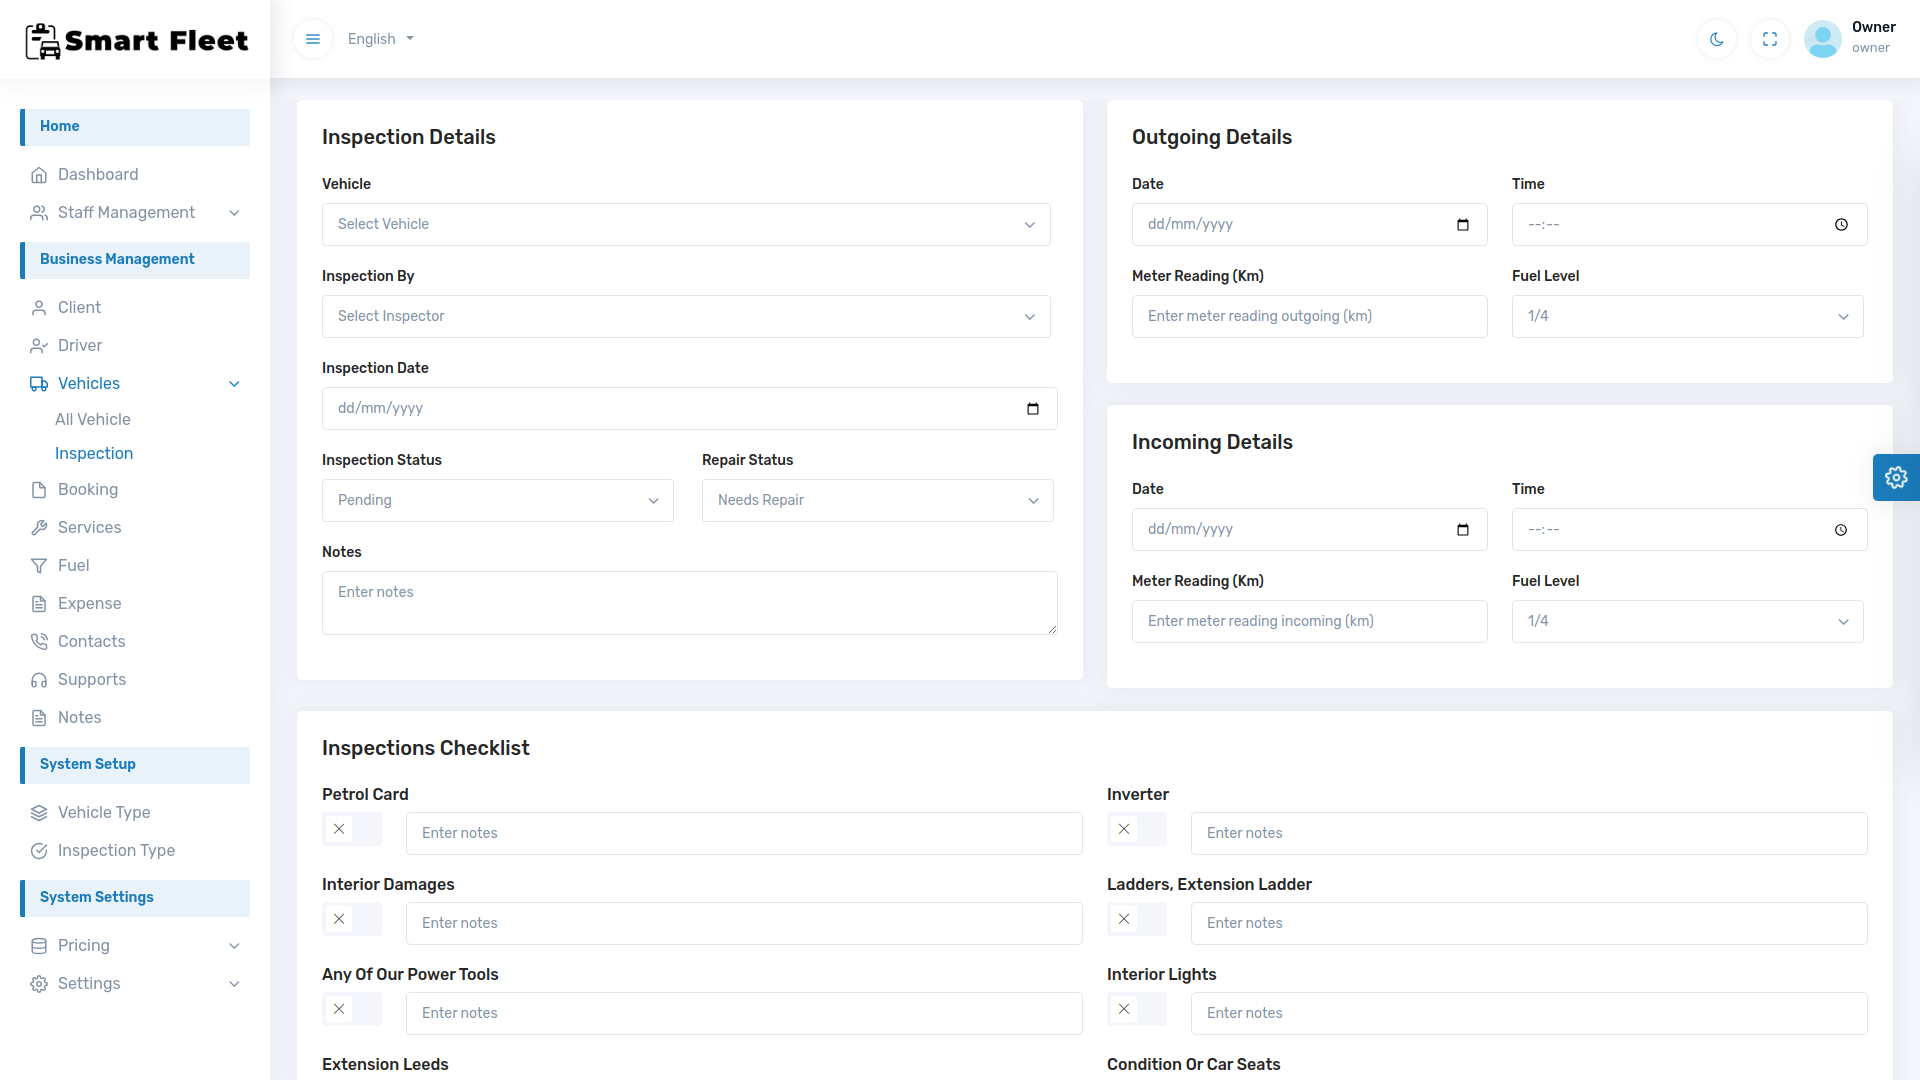 Smart Fleet
English
Owner
owner
Home
Dashboard
Staff Management
Business Management
Client
Driver
Vehicles
All Vehicle
Inspection
Booking
Services
Fuel
Expense
Contacts
Supports
Notes
System Setup
Vehicle Type
Inspection Type
System Settings
Pricing
Settings
Inspection Details
Vehicle
Select Vehicle
Inspection By
Select Inspector
Inspection Date
dd/mm/yyyy
Inspection Status
Repair Status
Pending
Needs Repair
Notes
Enter notes
Outgoing Details
Date
Time
dd/mm/yyyy
--:--
Meter Reading (Km)
Fuel Level
Enter meter reading outgoing (km)
1/4
Incoming Details
Date
Time
dd/mm/yyyy
--:--
Meter Reading (Km)
Fuel Level
Enter meter reading incoming (km)
1/4
Inspections Checklist
Petrol Card
Inverter
Enter notes
Enter notes
Interior Damages
Ladders, Extension Ladder
Enter notes
Enter notes
Any Of Our Power Tools
Interior Lights
Enter notes
Enter notes
Extension Leeds
Condition Or Car Seats